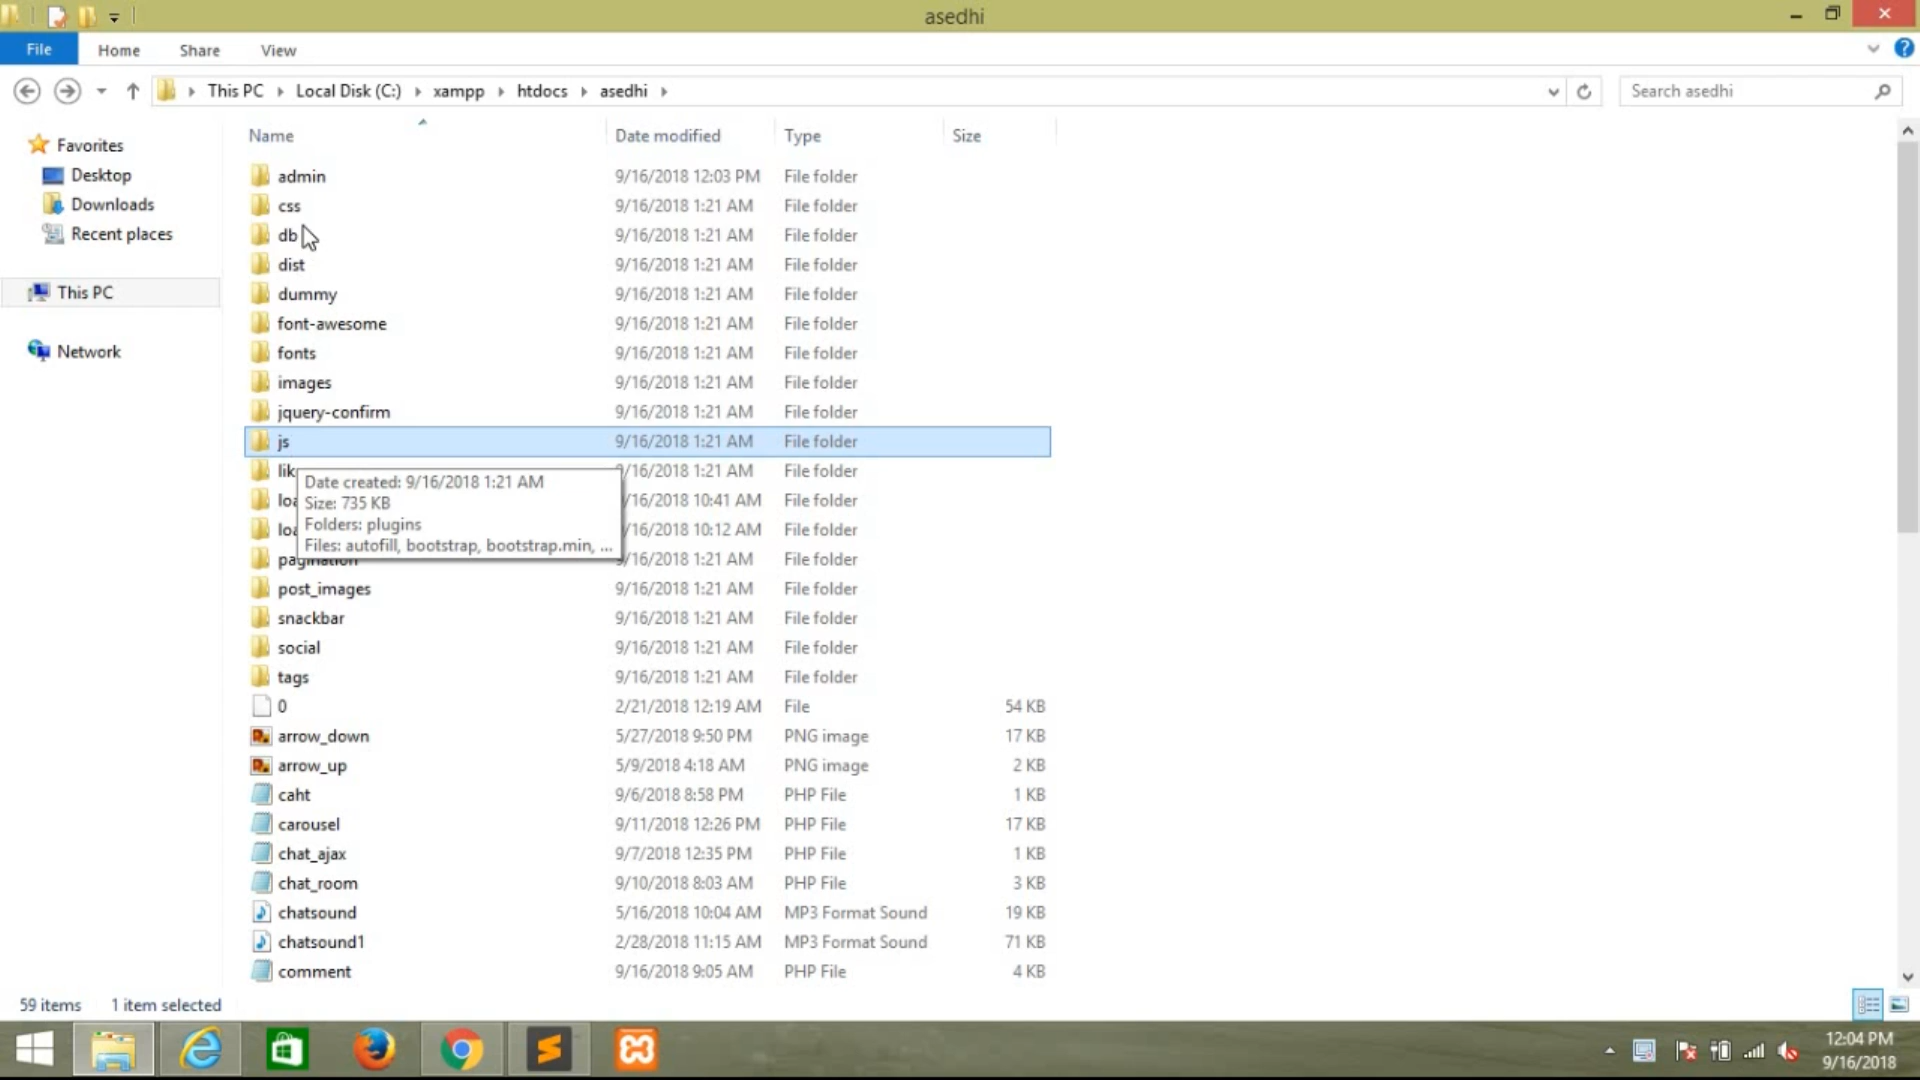 asedhi
File Home Share View
This PC Local Disk (C:) xampp htdocs asedhi
Search asedhi
Favorites
Desktop
Downloads
Recent places
This PC
Network
Name Date modified Type Size
admin 9/16/2018 12:03 PM File folder
css 9/16/2018 1:21 AM File folder
db 9/16/2018 1:21 AM File folder
dist 9/16/2018 1:21 AM File folder
dummy 9/16/2018 1:21 AM File folder
font-awesome 9/16/2018 1:21 AM File folder
fonts 9/16/2018 1:21 AM File folder
images 9/16/2018 1:21 AM File folder
jquery-confirm 9/16/2018 1:21 AM File folder
js 9/16/2018 1:21 AM File folder
lik /16/2018 1:21 AM File folder
/16/2018 10:41 AM File folder
/16/2018 10:12 AM File folder
pagination /16/2018 1:21 AM File folder
Date created: 9/16/2018 1:21 AM
Size: 735 KB
Folders: plugins
Files: autofill, bootstrap, bootstrap.min, ...
post_images 9/16/2018 1:21 AM File folder
snackbar 9/16/2018 1:21 AM File folder
social 9/16/2018 1:21 AM File folder
tags 9/16/2018 1:21 AM File folder
0 2/21/2018 12:19 AM File 54 KB
arrow_down 5/27/2018 9:50 PM PNG image 17 KB
arrow_up 5/9/2018 4:18 AM PNG image 2 KB
caht 9/6/2018 8:58 PM PHP File 1 KB
carousel 9/11/2018 12:26 PM PHP File 17 KB
chat_ajax 9/7/2018 12:35 PM PHP File 1 KB
chat_room 9/10/2018 8:03 AM PHP File 3 KB
chatsound 5/16/2018 10:04 AM MP3 Format Sound 19 KB
chatsound1 2/28/2018 11:15 AM MP3 Format Sound 71 KB
comment 9/16/2018 9:05 AM PHP File 4 KB
59 items 1 item selected
12:04 PM
9/16/2018